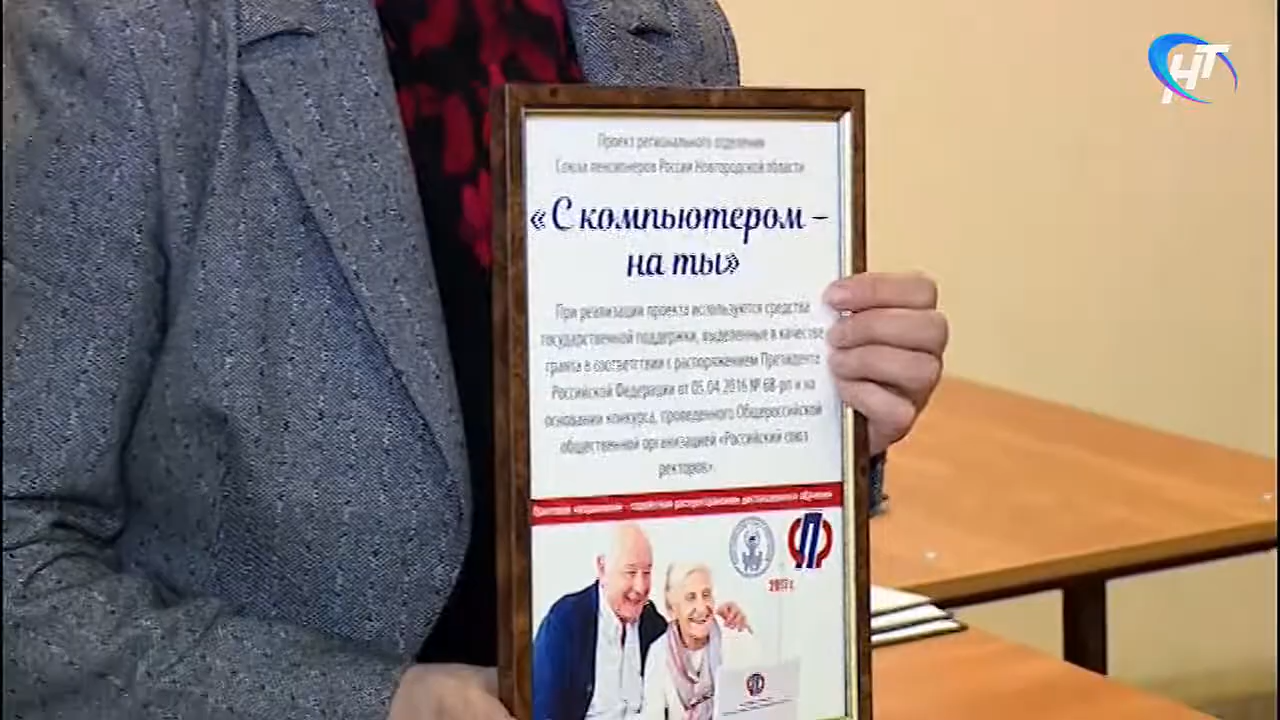 НТ
Проект регионального отделения
Союза пенсионеров России Новгородской области
«С компьютером –
на ты»
При реализации проекта используются средства
государственной поддержки, выделенные в качестве
гранта в соответствии с распоряжением Президента
Российской Федерации от 05.04.2016 № 68-рп и на
основании конкурса, проведенного Общероссийской
общественной организацией «Российский союз
ректоров».
2017 г.